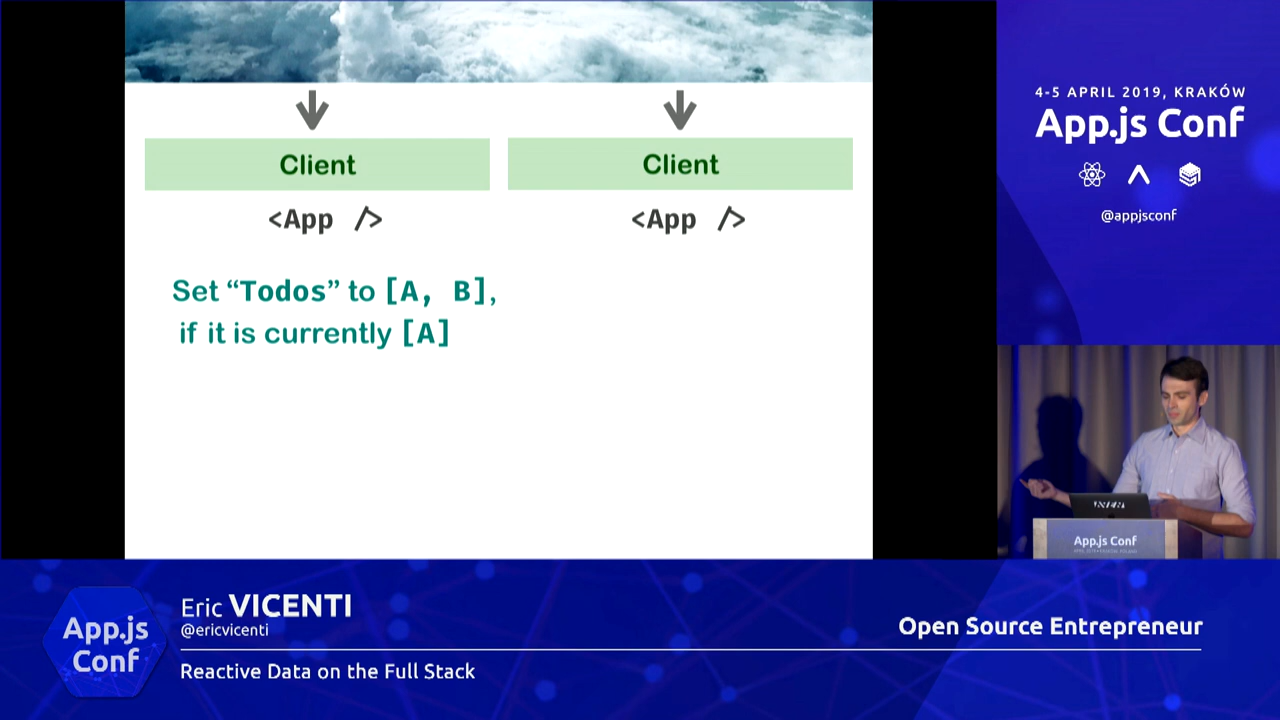 Client
Client
<App />
<App />
Set “Todos” to [A, B],
if it is currently [A]
4-5 APRIL 2019, KRAKÓW
App.js Conf
@appjsconf
App.js Conf
App.js
Conf
Eric VICENTI
@ericvicenti
Reactive Data on the Full Stack
Open Source Entrepreneur